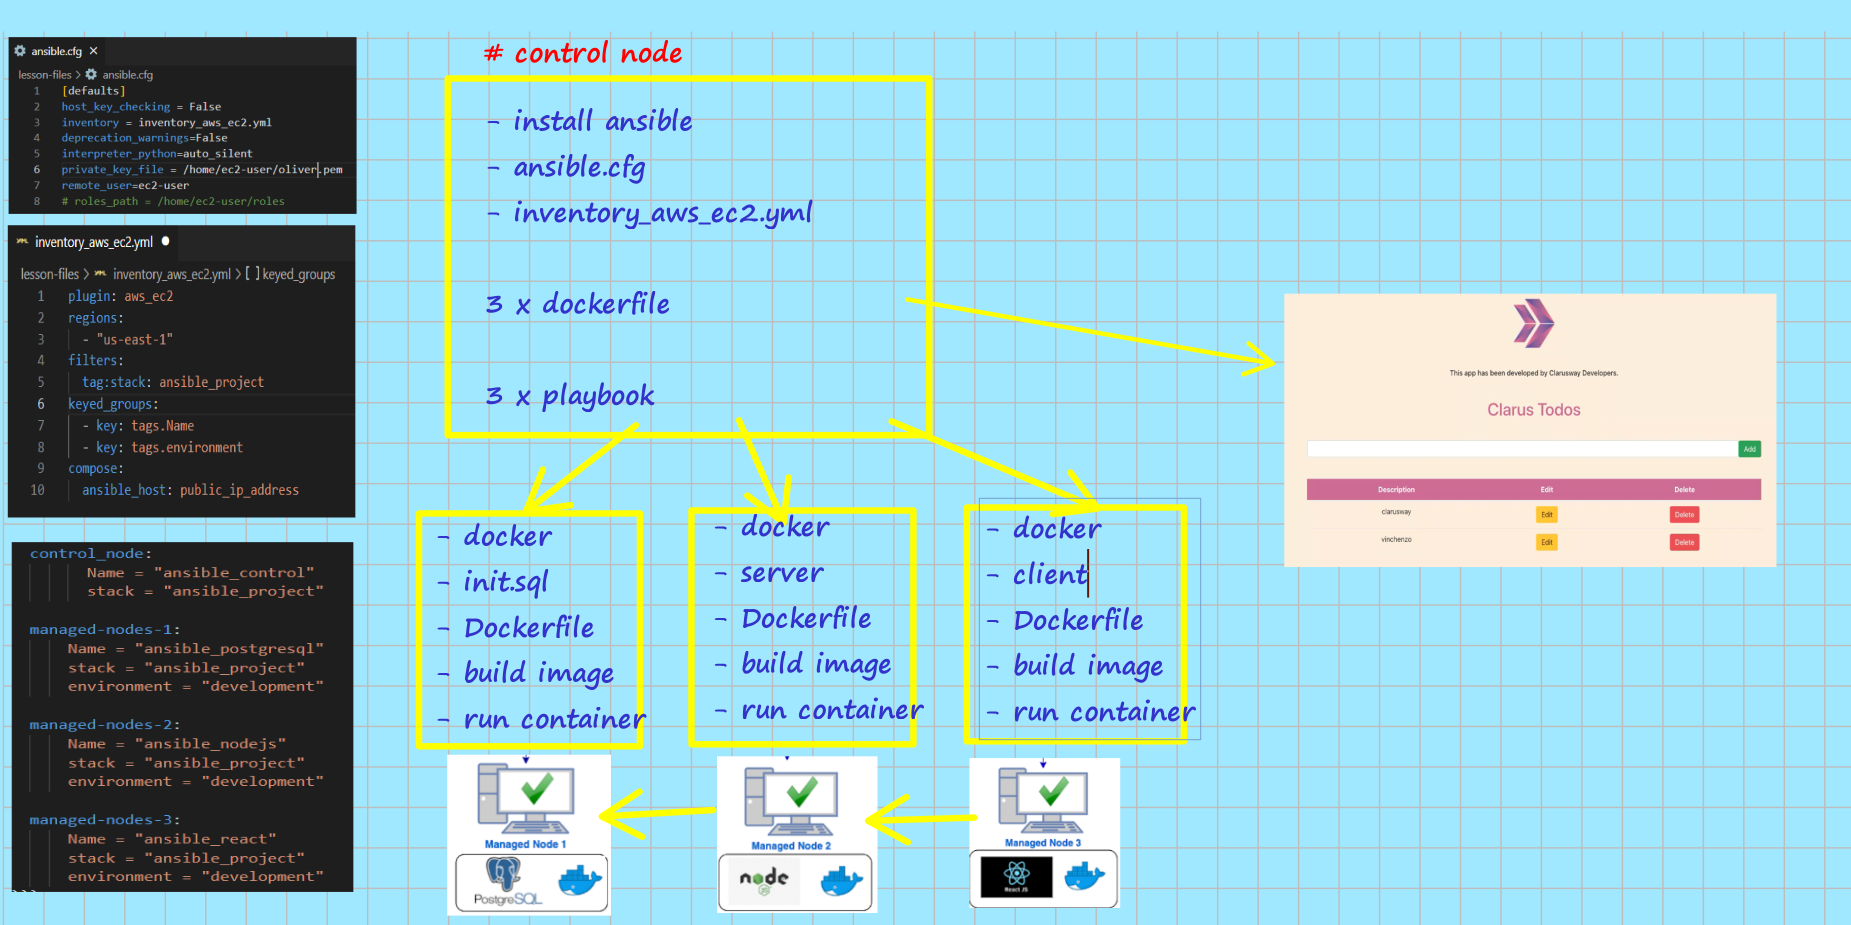 ansible.cfg ×
lesson-files > ansible.cfg
1 [defaults]
2 host_key_checking = False
3 inventory = inventory_aws_ec2.yml
4 deprecation_warnings=False
5 interpreter_python=auto_silent
6 private_key_file = /home/ec2-user/oliver.pem
7 remote_user=ec2-user
8 # roles_path = /home/ec2-user/roles
inventory_aws_ec2.yml ●
lesson-files > inventory_aws_ec2.yml > [ ] keyed_groups
1 plugin: aws_ec2
2 regions:
3 - "us-east-1"
4 filters:
5 tag:stack: ansible_project
6 keyed_groups:
7 - key: tags.Name
8 - key: tags.environment
9 compose:
10 ansible_host: public_ip_address
control_node:
Name = "ansible_control"
stack = "ansible_project"
managed-nodes-1:
Name = "ansible_postgresql"
stack = "ansible_project"
environment = "development"
managed-nodes-2:
Name = "ansible_nodejs"
stack = "ansible_project"
environment = "development"
managed-nodes-3:
Name = "ansible_react"
stack = "ansible_project"
environment = "development"
```
# control node
- install ansible
- ansible.cfg
- inventory_aws_ec2.yml
3 x dockerfile
3 x playbook
- docker
- init.sql
- Dockerfile
- build image
- run container
- docker
- server
- Dockerfile
- build image
- run container
- docker
- client
- Dockerfile
- build image
- run container
Managed Node 1
PostgreSQL
Managed Node 2
node
JS
Managed Node 3
React JS
This app has been developed by Clarusway Developers.
Clarus Todos
Add
Description Edit Delete
clarusway Edit Delete
vinchenzo Edit Delete